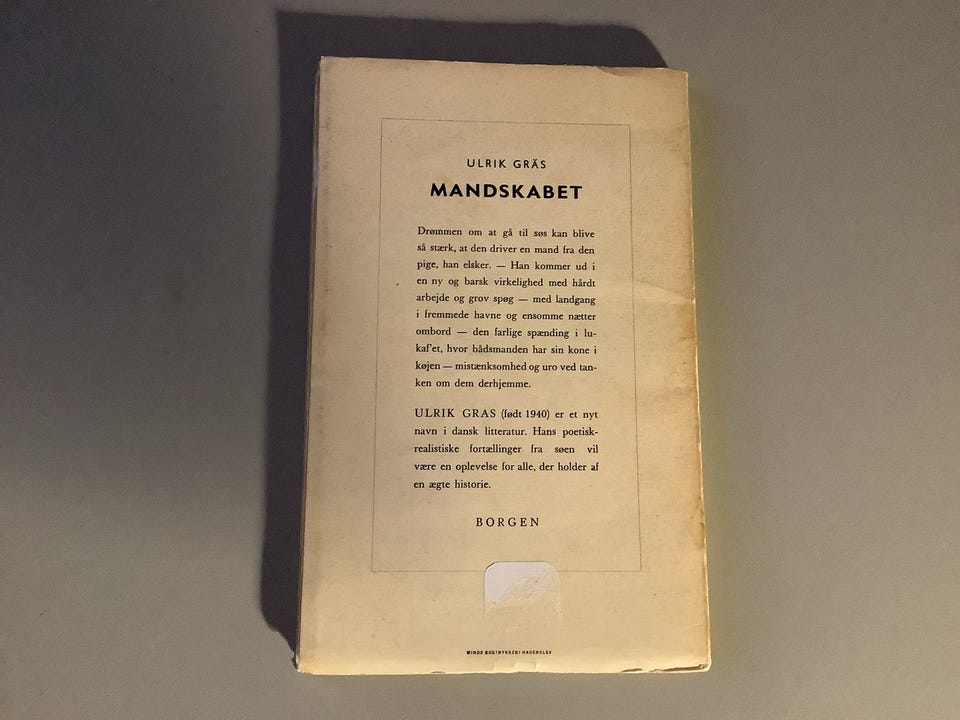 ULRIK GRÄS
MANDSKABET
Drømmen om at gå til søs kan blive
så stærk, at den driver en mand fra den
pige, han elsker. — Han kommer ud i
en ny og barsk virkelighed med hårdt
arbejde og grov spøg — med landgang
i fremmede havne og ensomme nætter
ombord — den farlige spænding i lu-
kaf'et, hvor bådsmanden har sin kone i
køjen — mistænksomhed og uro ved tan-
ken om dem derhjemme.
ULRIK GRAS (født 1940) er et nyt
navn i dansk litteratur. Hans poetisk-
realistiske fortællinger fra søen vil
være en oplevelse for alle, der holder af
en ægte historie.
BORGEN
WINDS BOGTRYKKERI HADERSLEV